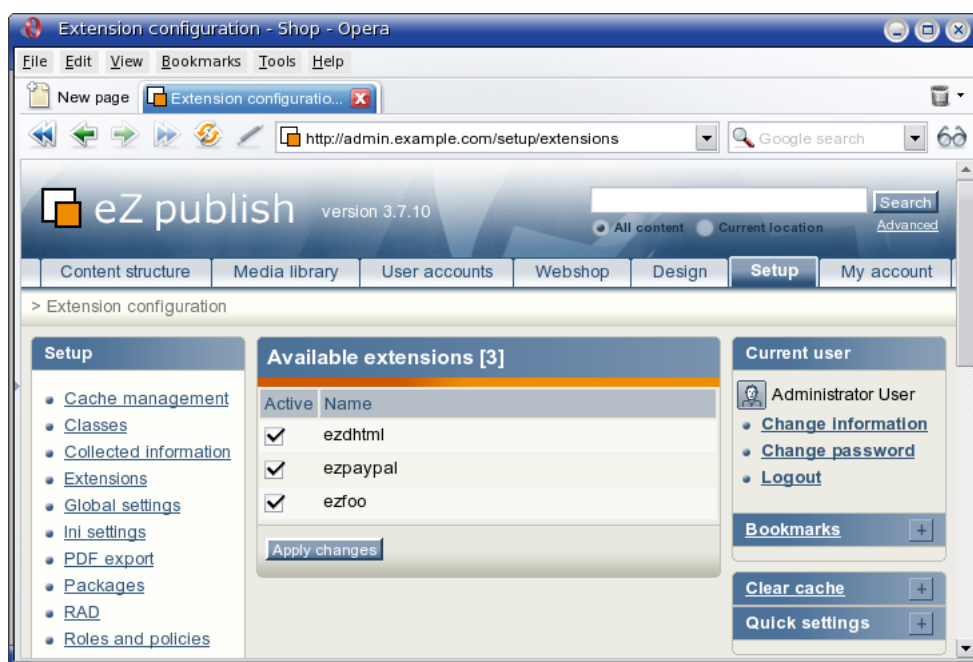 Extension configuration - Shop - Opera
File Edit View Bookmarks Tools Help
New page Extension configuratio...
http://admin.example.com/setup/extensions Google search
eZ publish version 3.7.10
Search
All content Current location Advanced
Content structure Media library User accounts Webshop Design Setup My account
> Extension configuration
Setup
Cache management
Classes
Collected information
Extensions
Global settings
Ini settings
PDF export
Packages
RAD
Roles and policies
Available extensions [3]
Active Name
ezdhtml
ezpaypal
ezfoo
Apply changes
Current user
Administrator User
Change information
Change password
Logout
Bookmarks +
Clear cache +
Quick settings +